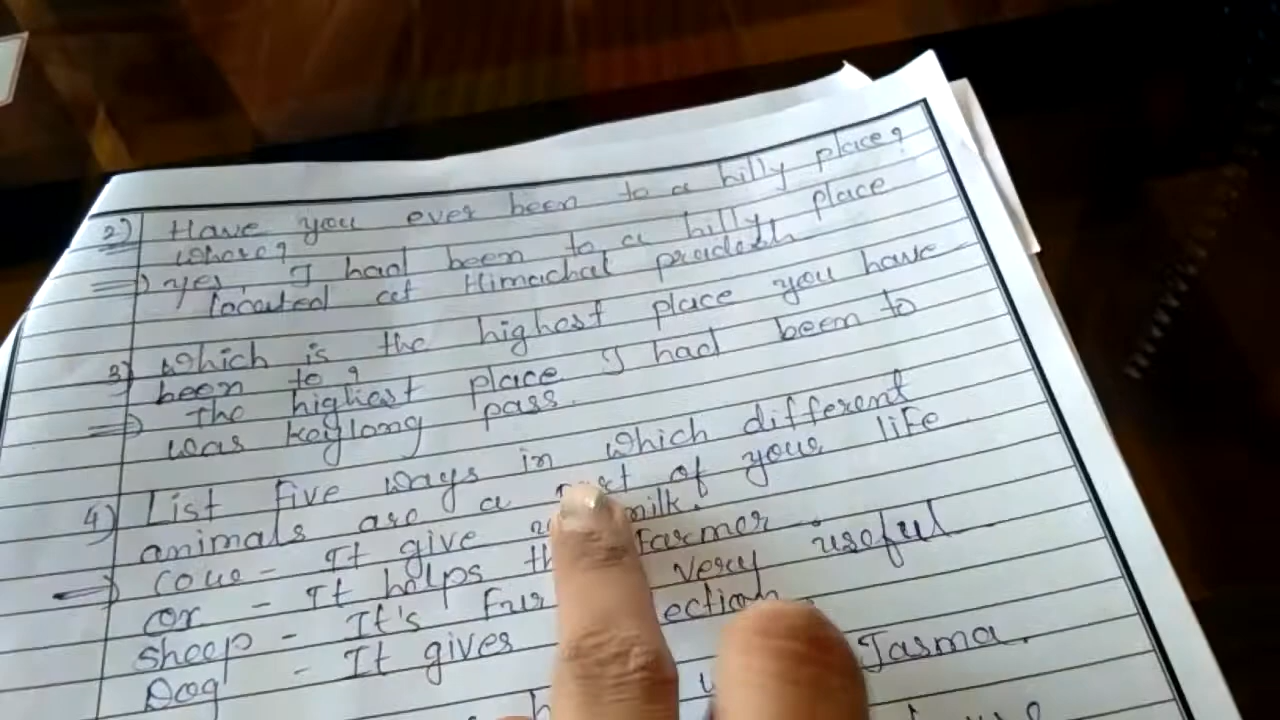 2) Have you ever been to a hilly place?
where?
=> yes, I had been to a hilly place
located at Himachal pradesh
3) which is the highest place you have
been to?
=> The highest place I had been to
was keylong pass.
4) List five ways in which different
animals are a of your life
=> cow - It give milk.
ox - It helps farmer
sheep - It's fur very useful
Dog - It gives
Tasma.